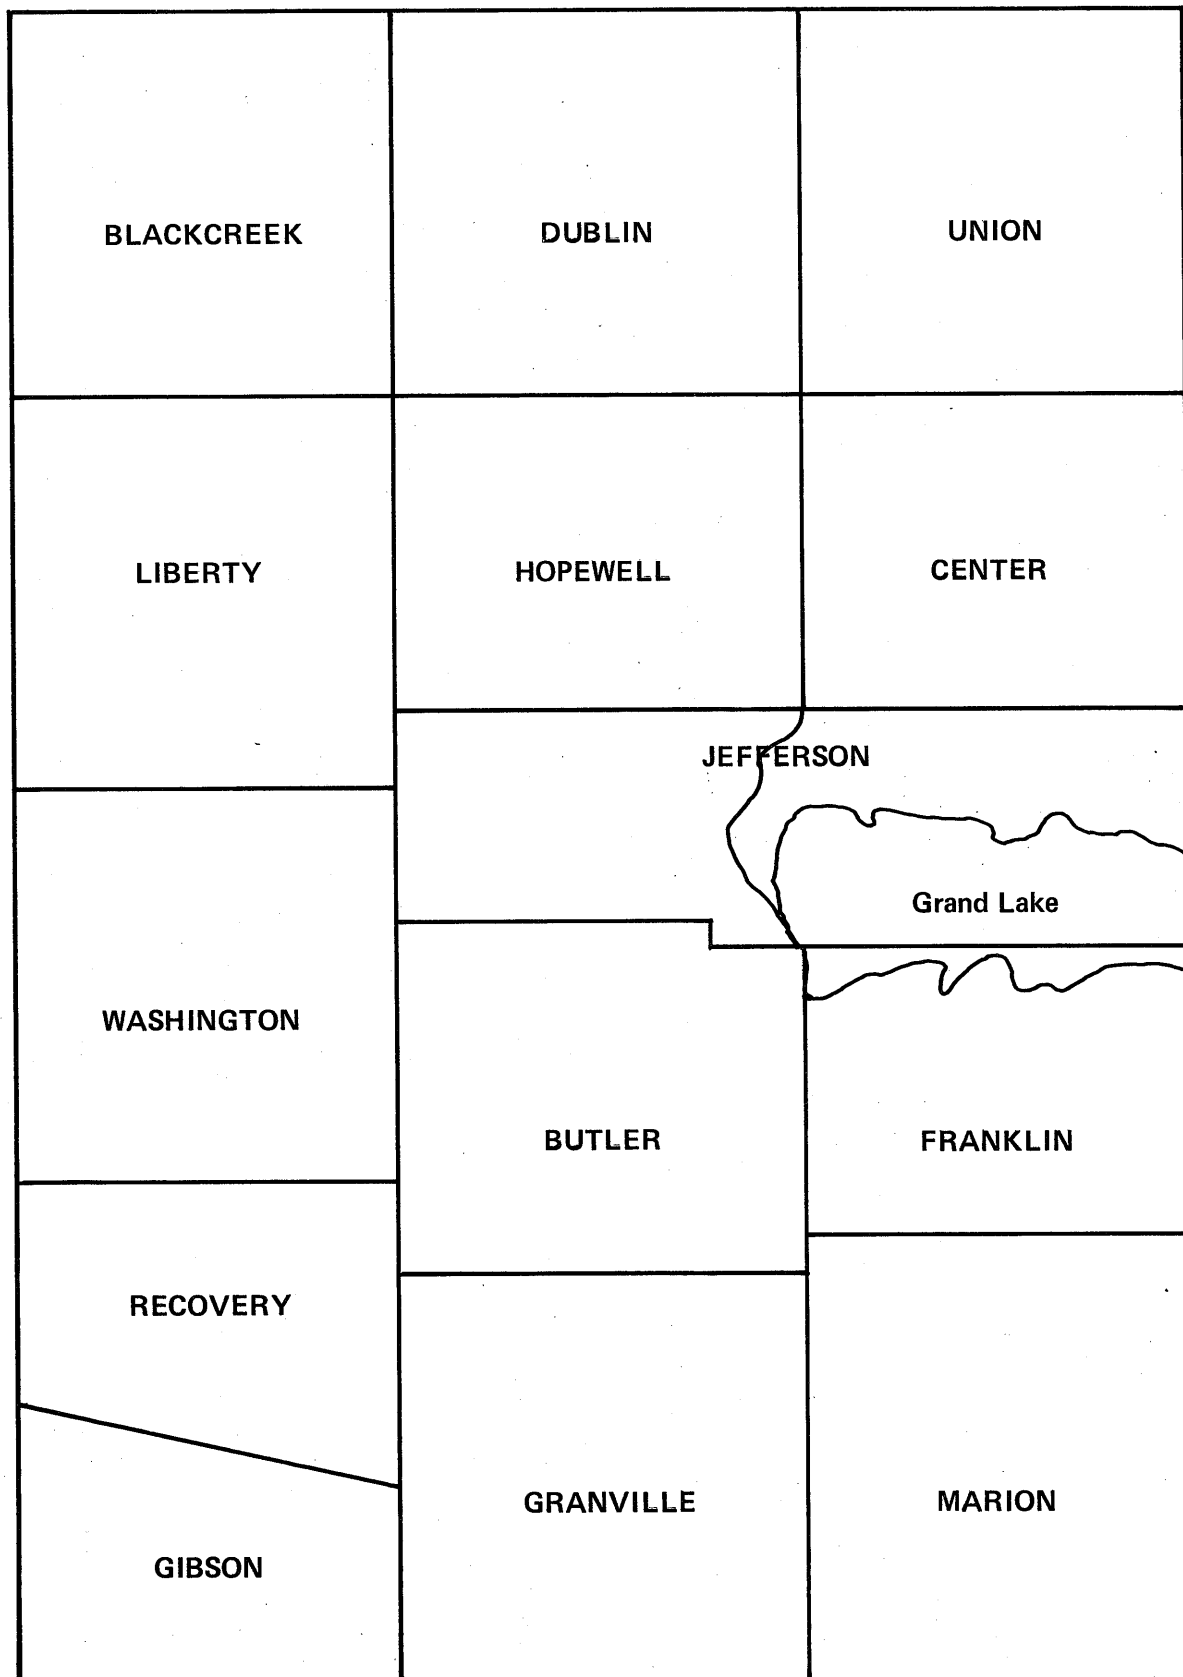 BLACKCREEK
DUBLIN
UNION
LIBERTY
HOPEWELL
CENTER
JEFFERSON
Grand Lake
WASHINGTON
BUTLER
FRANKLIN
RECOVERY
GRANVILLE
MARION
GIBSON